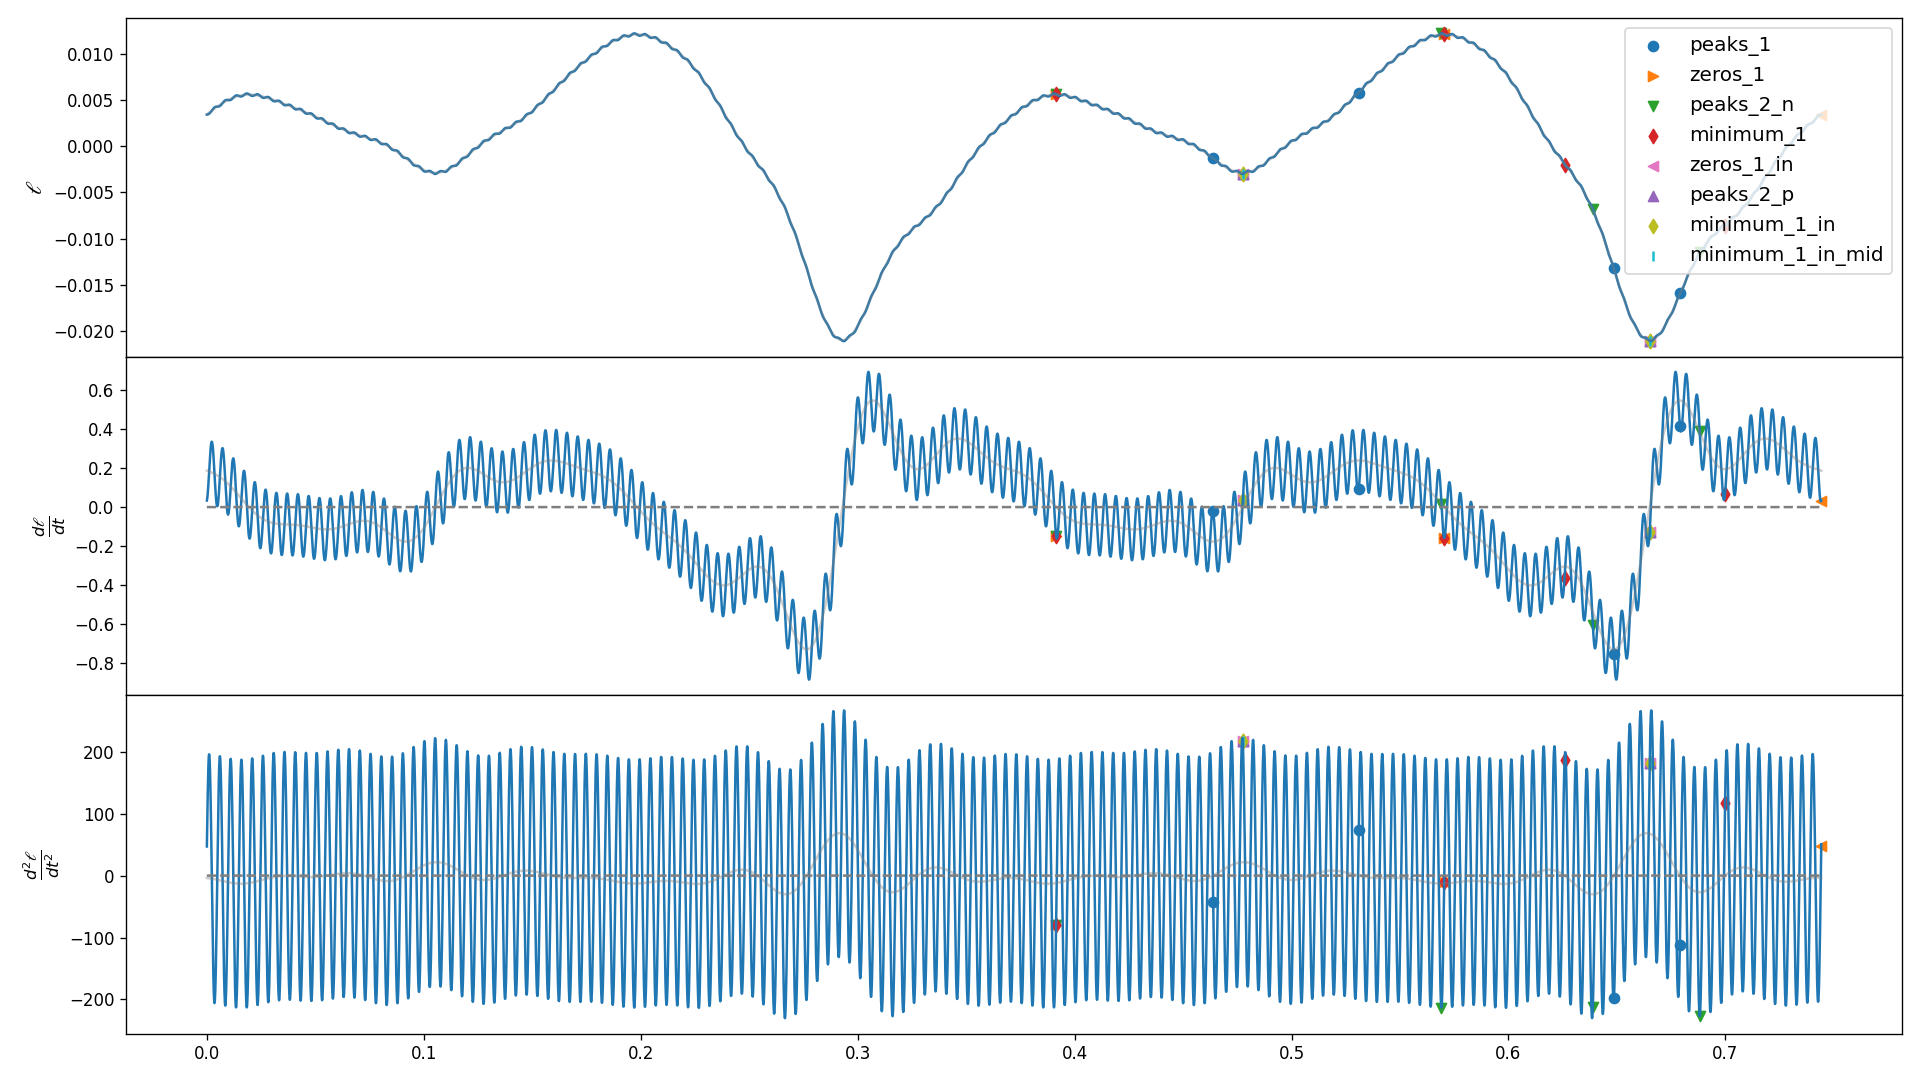 0.010
0.005
0.000
−0.005
−0.010
−0.015
−0.020
ℓ
peaks_1
zeros_1
peaks_2_n
minimum_1
zeros_1_in
peaks_2_p
minimum_1_in
minimum_1_in_mid
0.6
0.4
0.2
0.0
−0.2
−0.4
−0.6
−0.8
dℓ
dt
200
100
0
−100
−200
d²ℓ
dt²
0.0 0.1 0.2 0.3 0.4 0.5 0.6 0.7